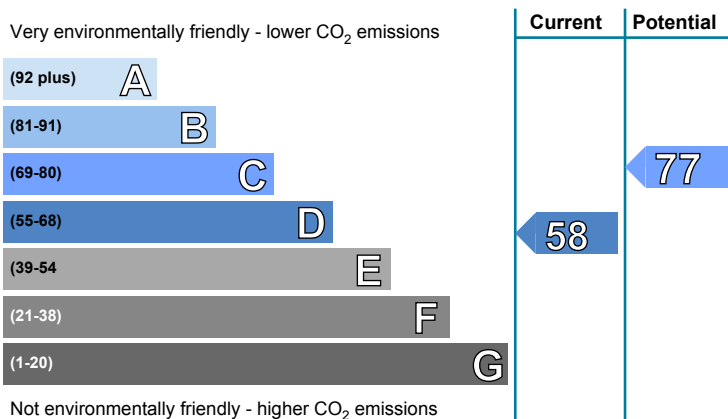 Current Potential
Very environmentally friendly - lower CO2 emissions
(92 plus) A
(81-91) B
(69-80) C
77
(55-68) D
58
(39-54 E
(21-38) F
(1-20) G
Not environmentally friendly - higher CO2 emissions